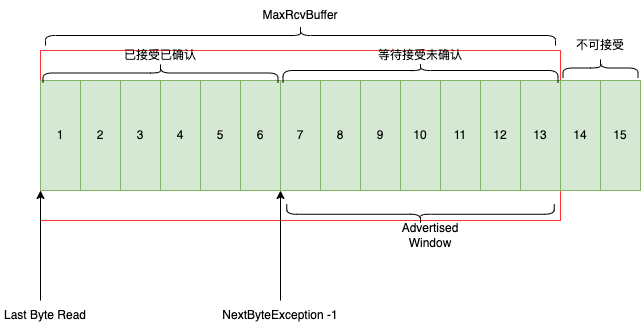 MaxRcvBuffer
已接受已确认
等待接受未确认
不可接受
1 2 3 4 5 6 7 8 9 10 11 12 13 14 15
Advertised
Window
Last Byte Read
NextByteException -1